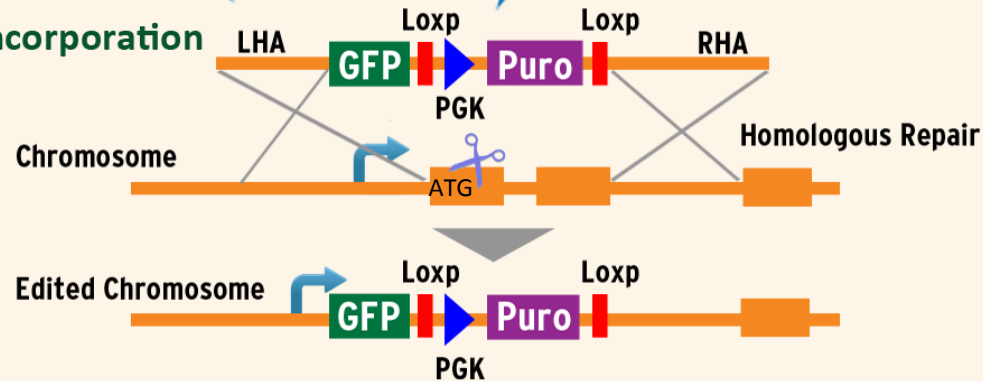 Loxp Loxp
ncorporation LHA RHA
GFP Puro
PGK
Homologous Repair
Chromosome
ATG
Loxp Loxp
Edited Chromosome
GFP Puro
PGK